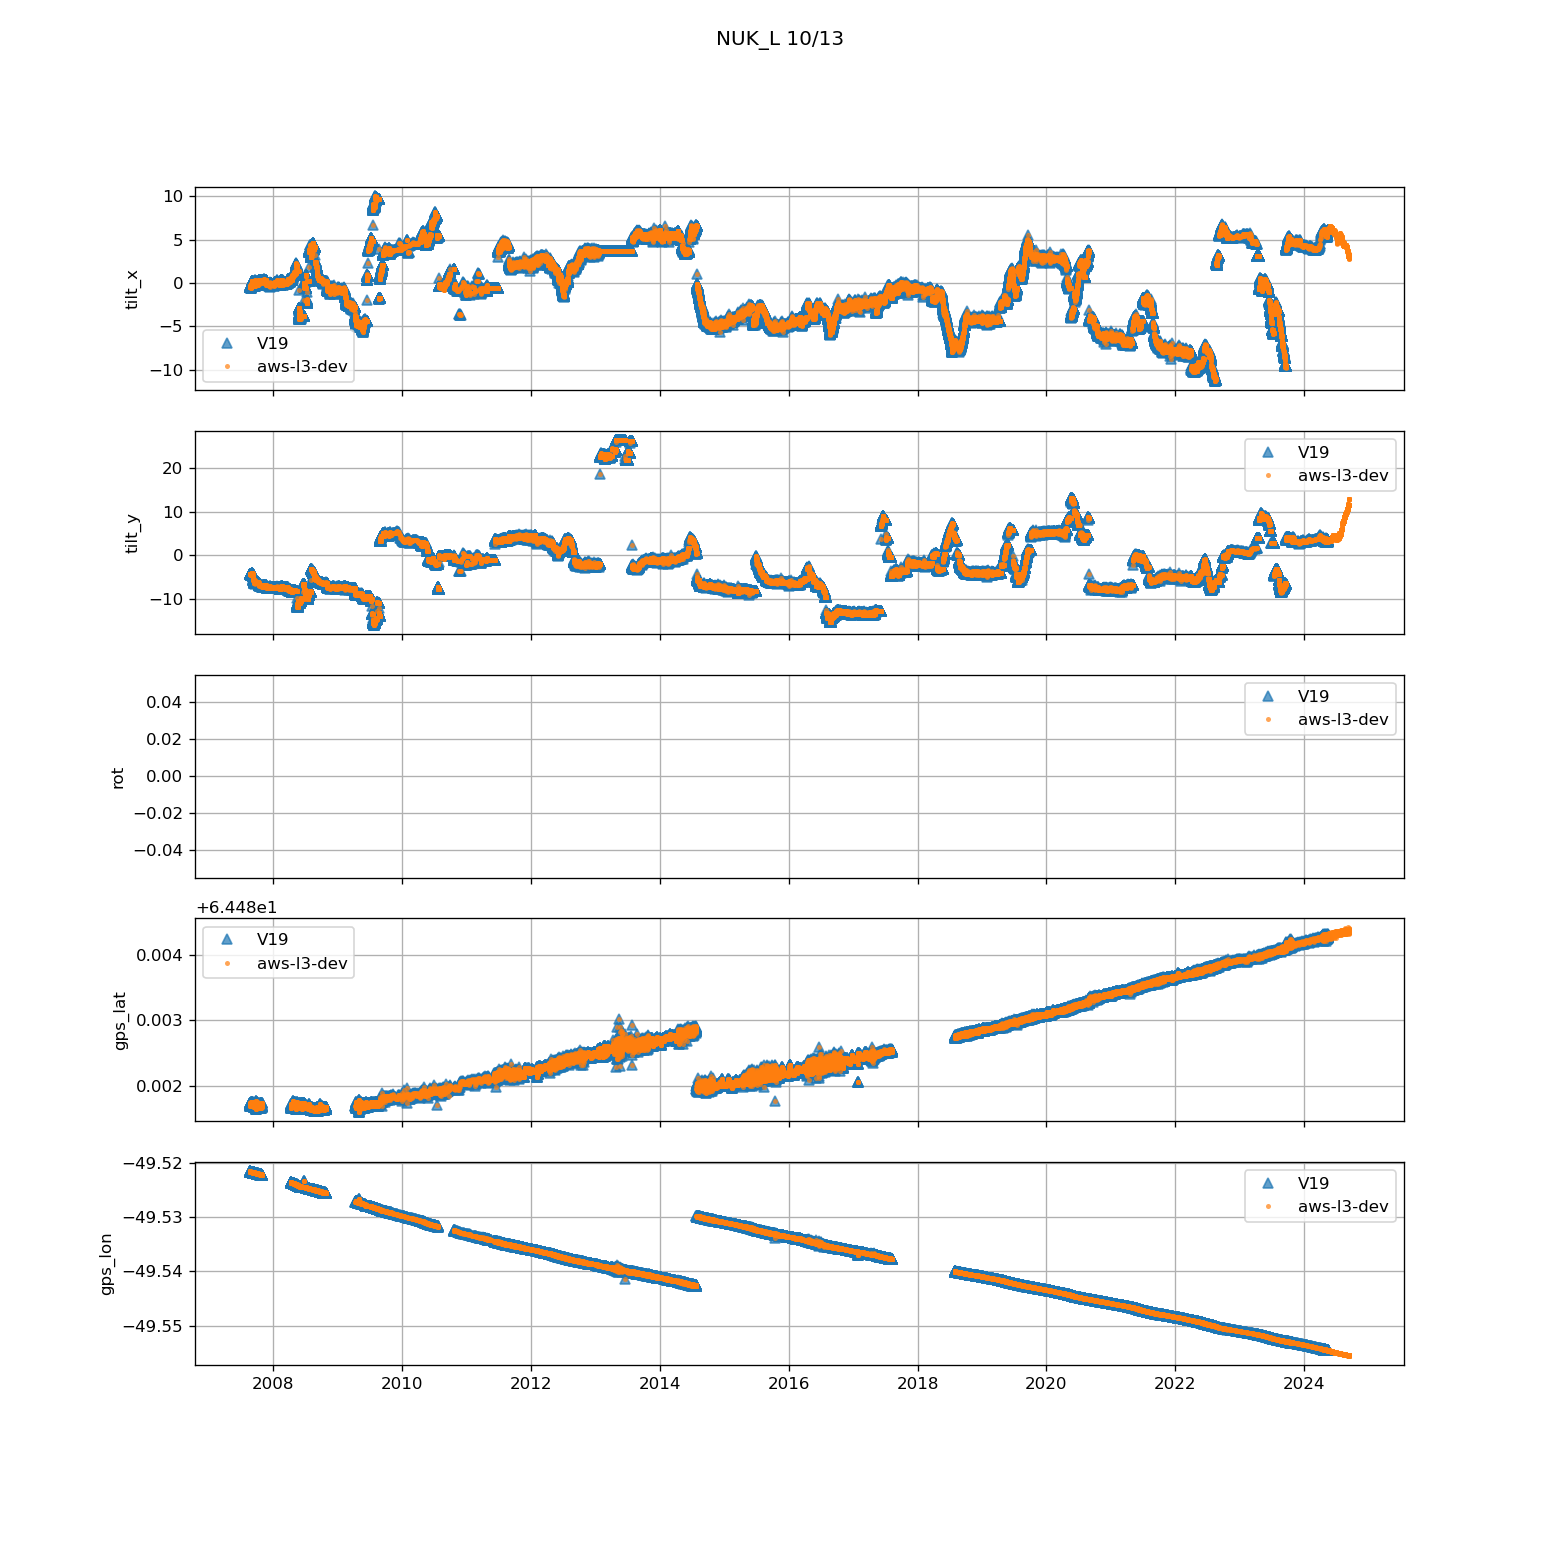 NUK_L 10/13
10
5
0
−5
−10
tilt_x
V19
aws-l3-dev
20
10
0
−10
tilt_y
V19
aws-l3-dev
0.04
0.02
0.00
−0.02
−0.04
rot
V19
aws-l3-dev
+6.448e1
0.004
0.003
0.002
gps_lat
V19
aws-l3-dev
−49.52
−49.53
−49.54
−49.55
gps_lon
V19
aws-l3-dev
2008 2010 2012 2014 2016 2018 2020 2022 2024